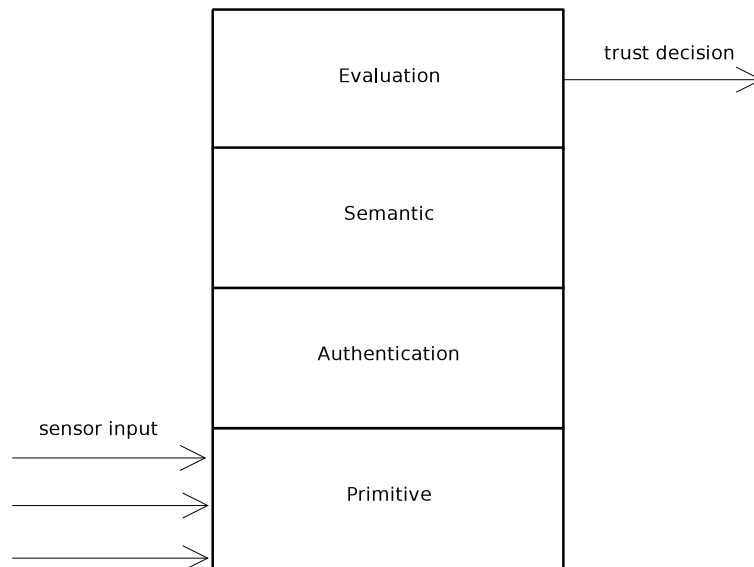 trust decision
Evaluation
Semantic
Authentication
sensor input
Primitive